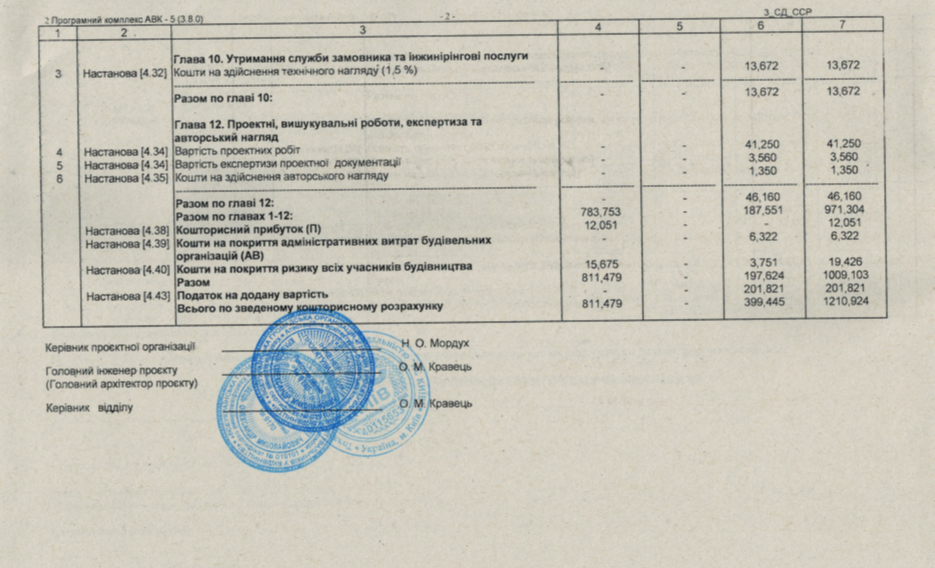 2 Програмний комплекс АВК - 5 (3.8.0) - 2 - 3_СД_ССР
1 2 3 4 5 6 7
Глава 10. Утримання служби замовника та інжинірингові послуги
3 Настанова [4.32] Кошти на здійснення технічного нагляду (1,5 %) - - 13,672 13,672
Разом по главі 10: - - 13,672 13,672
Глава 12. Проектні, вишукувальні роботи, експертиза та
авторський нагляд
4 Настанова [4.34] Вартість проектних робіт - - 41,250 41,250
5 Настанова [4.34] Вартість експертизи проектної документації - - 3,560 3,560
6 Настанова [4.35] Кошти на здійснення авторського нагляду - - 1,350 1,350
Разом по главі 12: - - 46,160 46,160
Разом по главах 1-12: 783,753 - 187,551 971,304
Настанова [4.38] Кошторисний прибуток (П) 12,051 - - 12,051
Настанова [4.39] Кошти на покриття адміністративних витрат будівельних - 6,322 6,322
організацій (АВ)
Настанова [4.40] Кошти на покриття ризику всіх учасників будівництва 15,675 - 3,751 19,426
Разом 811,479 - 197,624 1009,103
Настанова [4.43] Податок на додану вартість - - 201,821 201,821
Всього по зведеному кошторисному розрахунку 811,479 - 399,445 1210,924
Керівник проєктної організації Н. О. Мордух
Головний інженер проєкту О. М. Кравець
(Головний архітектор проєкту)
Керівник відділу О. М. Кравець